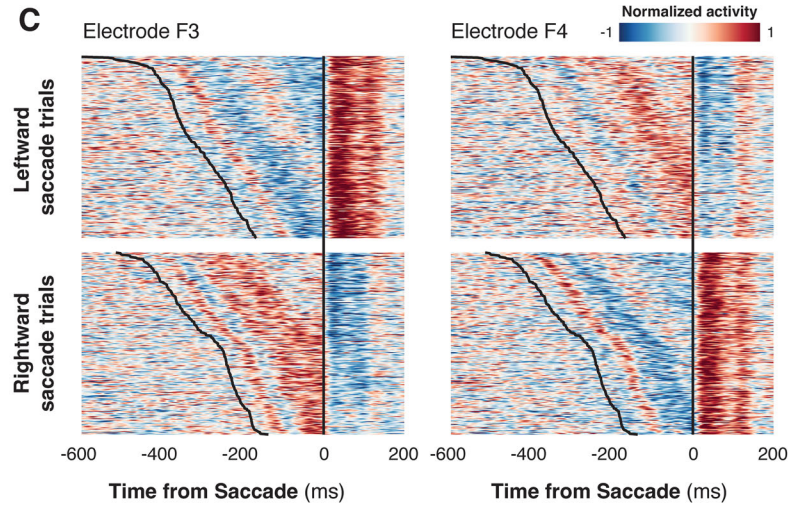 C
Electrode F3
Electrode F4
Normalized activity
-1
1
Leftward
saccade trials
Rightward
saccade trials
-600
-400
-200
0
200
-600
-400
-200
0
200
Time from Saccade (ms)
Time from Saccade (ms)